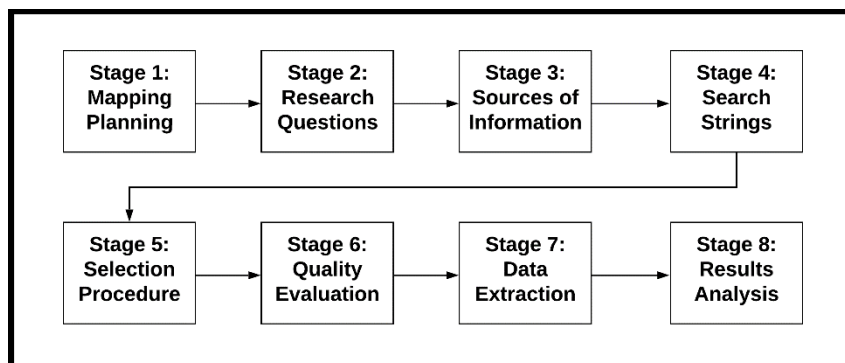 Stage 1:
Mapping
Planning
Stage 2:
Research
Questions
Stage 3:
Sources of
Information
Stage 4:
Search
Strings
Stage 5:
Selection
Procedure
Stage 6:
Quality
Evaluation
Stage 7:
Data
Extraction
Stage 8:
Results
Analysis